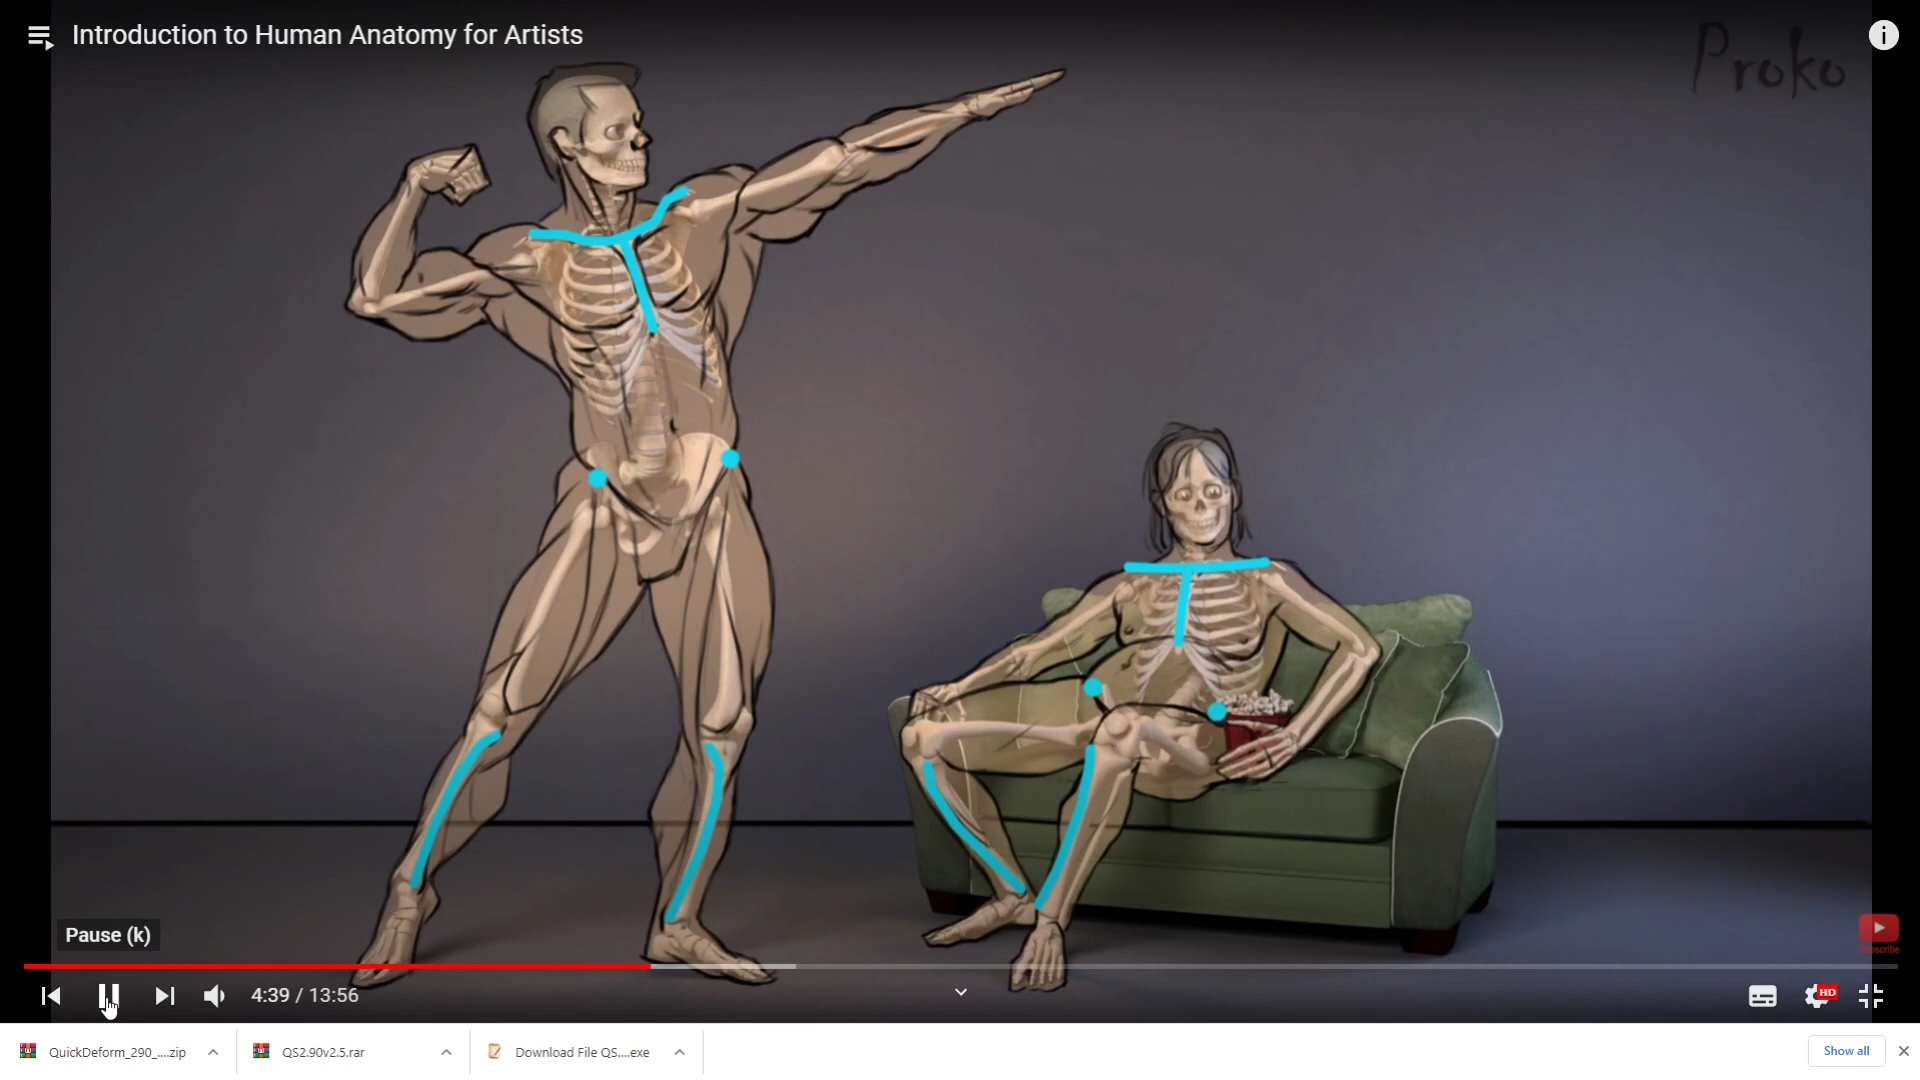 Introduction to Human Anatomy for Artists
Proko
Pause (k)
Subscribe
4:39 / 13:56
HD
QuickDeform_290_....zip
QS2.90v2.5.rar
Download File QS....exe
Show all